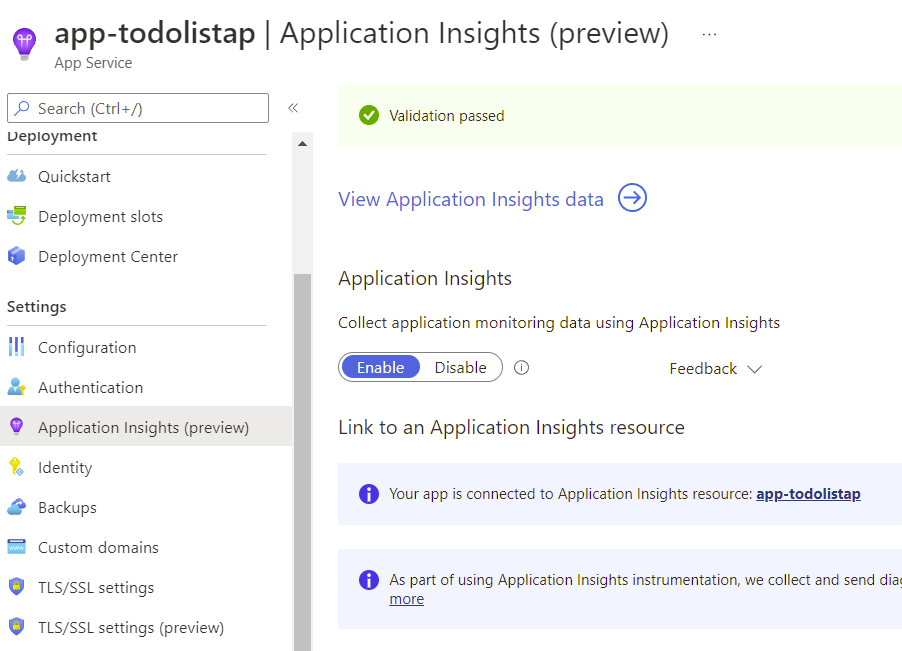 app-todolistap | Application Insights (preview) ...
App Service
Search (Ctrl+/)
«
Deployment
Quickstart
Deployment slots
Deployment Center
Settings
Configuration
Authentication
Application Insights (preview)
Identity
Backups
Custom domains
TLS/SSL settings
TLS/SSL settings (preview)
Validation passed
View Application Insights data
Application Insights
Collect application monitoring data using Application Insights
Enable Disable
Feedback
Link to an Application Insights resource
Your app is connected to Application Insights resource: app-todolistap
As part of using Application Insights instrumentation, we collect and send
more